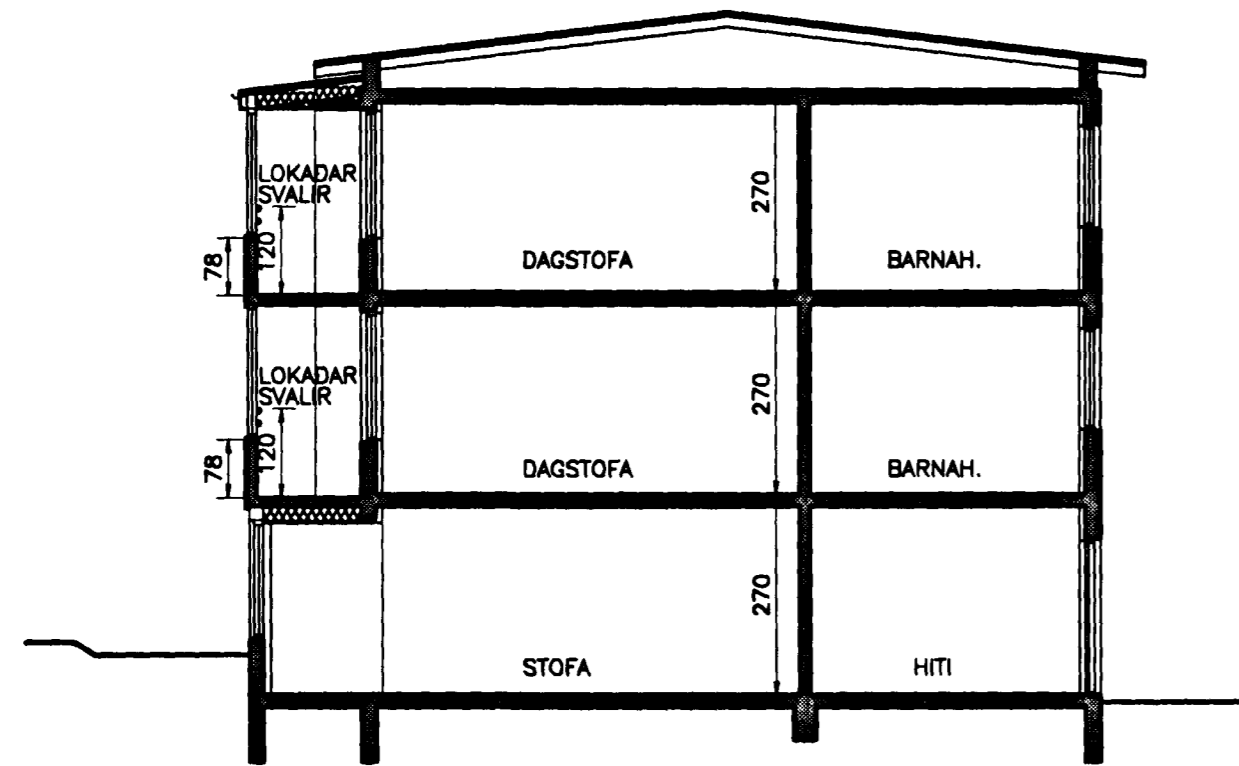 LOKADAR
SVALIR
270
78
120
DAGSTOFA
BARNAH.
LOKADAR
SVALIR
270
78
120
DAGSTOFA
BARNAH.
270
STOFA
HITI